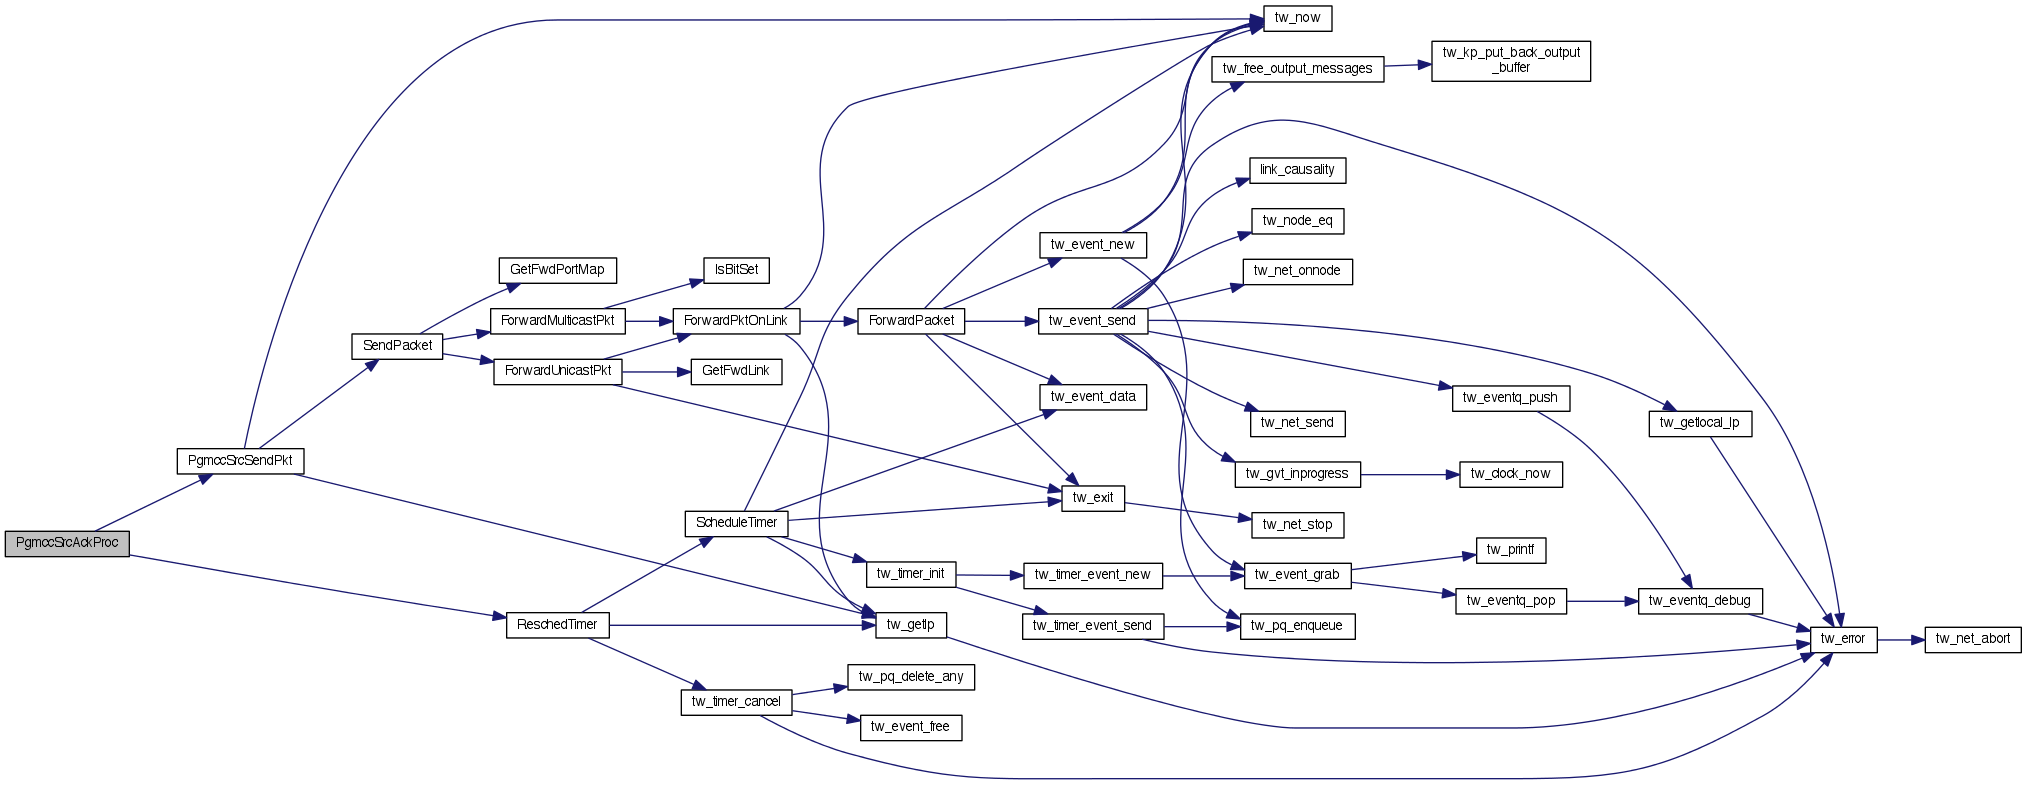 tw_now
tw_kp_put_back_output
_buffer
tw_free_output_messages
link_causality
tw_node_eq
tw_event_new
GetFwdPortMap
IsBitSet
tw_net_onnode
ForwardMulticastPkt
ForwardPktOnLink
ForwardPacket
tw_event_send
SendPacket
ForwardUnicastPkt
GetFwdLink
tw_event_data
tw_eventq_push
tw_net_send
tw_getlocal_lp
PgmccSrcSendPkt
tw_gvt_inprogress
tw_clock_now
tw_exit
ScheduleTimer
tw_net_stop
PgmccSrcAckProc
tw_printf
tw_timer_init
tw_timer_event_new
tw_event_grab
tw_eventq_pop
tw_eventq_debug
ReschedTimer
tw_getlp
tw_timer_event_send
tw_pq_enqueue
tw_error
tw_net_abort
tw_pq_delete_any
tw_timer_cancel
tw_event_free